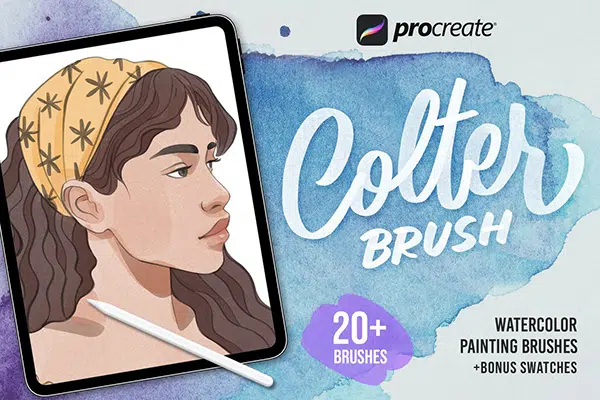 procreate®
Colter
BRUSH
20+
BRUSHES
WATERCOLOR
PAINTING BRUSHES
+BONUS SWATCHES